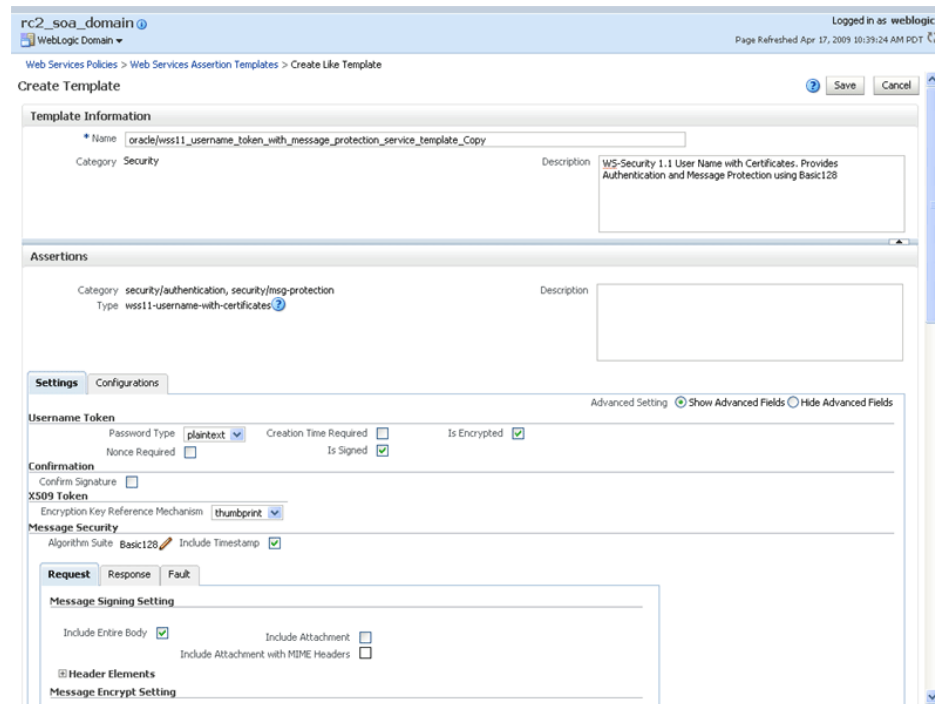 rc2_soa_domain
Logged in as weblogic
WebLogic Domain
Page Refreshed Apr 17, 2009 10:39:24 AM PDT
Web Services Policies > Web Services Assertion Templates > Create Like Template
Create Template
Save
Cancel
Template Information
* Name oracle/wss11_username_token_with_message_protection_service_template_Copy
Category Security
Description WS-Security 1.1 User Name with Certificates. Provides
Authentication and Message Protection using Basic128
Assertions
Category security/authentication, security/msg-protection
Description
Type wss11-username-with-certificates
Settings Configurations
Advanced Setting Show Advanced Fields Hide Advanced Fields
Username Token
Password Type plaintext Creation Time Required Is Encrypted
Nonce Required Is Signed
Confirmation
Confirm Signature
X509 Token
Encryption Key Reference Mechanism thumbprint
Message Security
Algorithm Suite Basic128 Include Timestamp
Request Response Fault
Message Signing Setting
Include Entire Body Include Attachment
Include Attachment with MIME Headers
Header Elements
Message Encrypt Setting